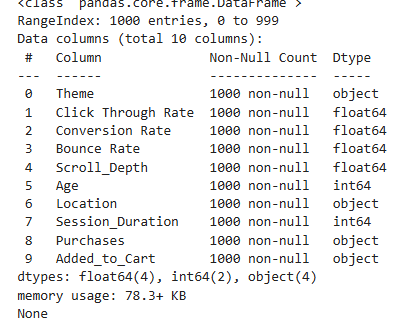 <class 'pandas.core.frame.DataFrame'>
RangeIndex: 1000 entries, 0 to 999
Data columns (total 10 columns):
 #   Column              Non-Null Count  Dtype
---  ------              --------------  -----
 0   Theme               1000 non-null   object
 1   Click Through Rate  1000 non-null   float64
 2   Conversion Rate     1000 non-null   float64
 3   Bounce Rate         1000 non-null   float64
 4   Scroll_Depth        1000 non-null   float64
 5   Age                 1000 non-null   int64
 6   Location            1000 non-null   object
 7   Session_Duration    1000 non-null   int64
 8   Purchases           1000 non-null   object
 9   Added_to_Cart       1000 non-null   object
dtypes: float64(4), int64(2), object(4)
memory usage: 78.3+ KB
None